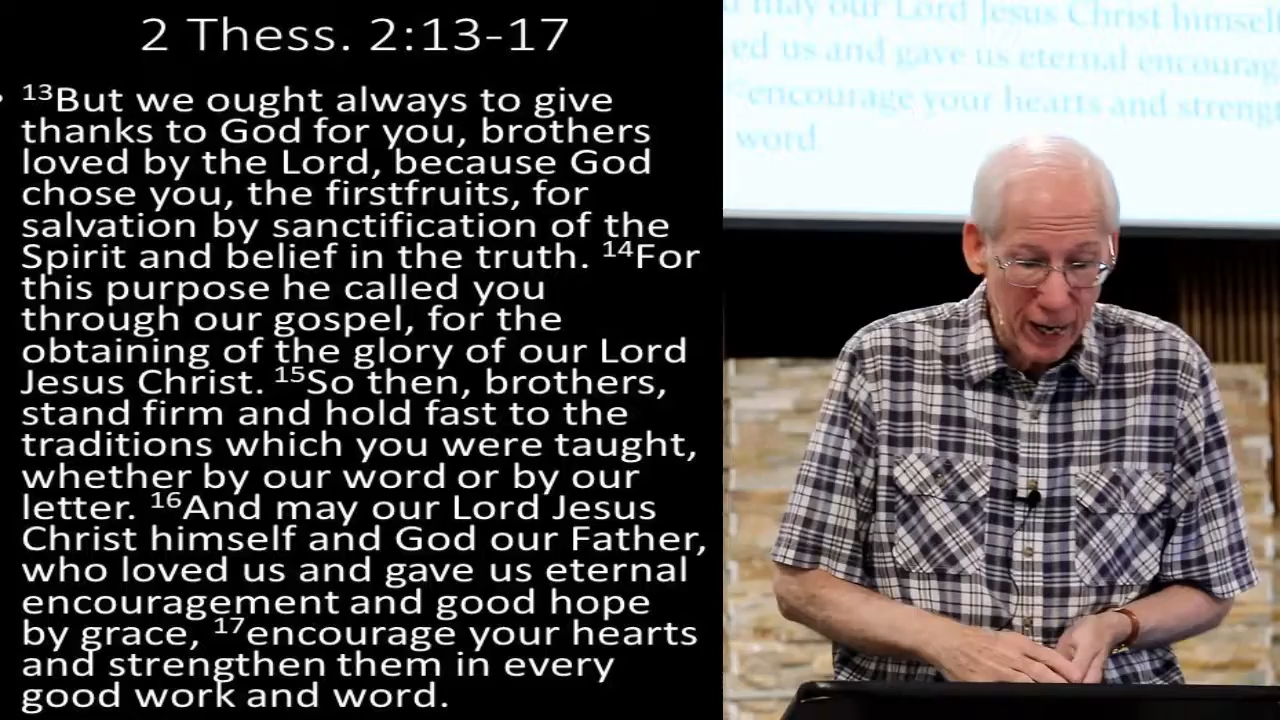 2 Thess. 2:13-17
• ¹³But we ought always to give
thanks to God for you, brothers
loved by the Lord, because God
chose you, the firstfruits, for
salvation by sanctification of the
Spirit and belief in the truth. ¹⁴For
this purpose he called you
through our gospel, for the
obtaining of the glory of our Lord
Jesus Christ. ¹⁵So then, brothers,
stand firm and hold fast to the
traditions which you were taught,
whether by our word or by our
letter. ¹⁶And may our Lord Jesus
Christ himself and God our Father,
who loved us and gave us eternal
encouragement and good hope
by grace, ¹⁷encourage your hearts
and strengthen them in every
good work and word.
may our Lord Jesus Christ himself
ed us and gave us eternal encourag
¹⁷encourage your hearts and streng
word